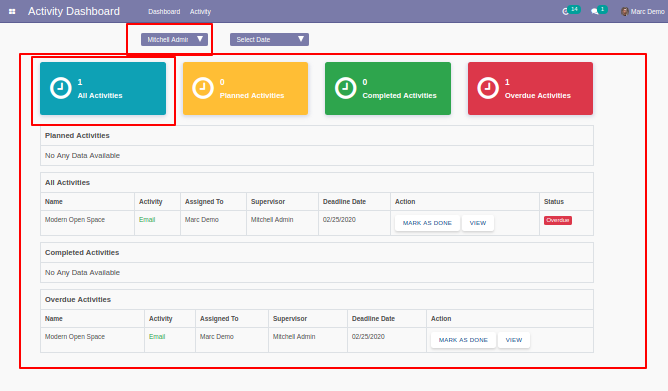 Activity Dashboard Dashboard Activity 14 1 Marc Demo
Mitchell Admin Select Date
1
All Activities
0
Planned Activities
0
Completed Activities
1
Overdue Activities
Planned Activities
No Any Data Available
All Activities
Name Activity Assigned To Supervisor Deadline Date Action Status
Modern Open Space Email Marc Demo Mitchell Admin 02/25/2020 MARK AS DONE VIEW Overdue
Completed Activities
No Any Data Available
Overdue Activities
Name Activity Assigned To Supervisor Deadline Date Action
Modern Open Space Email Marc Demo Mitchell Admin 02/25/2020 MARK AS DONE VIEW